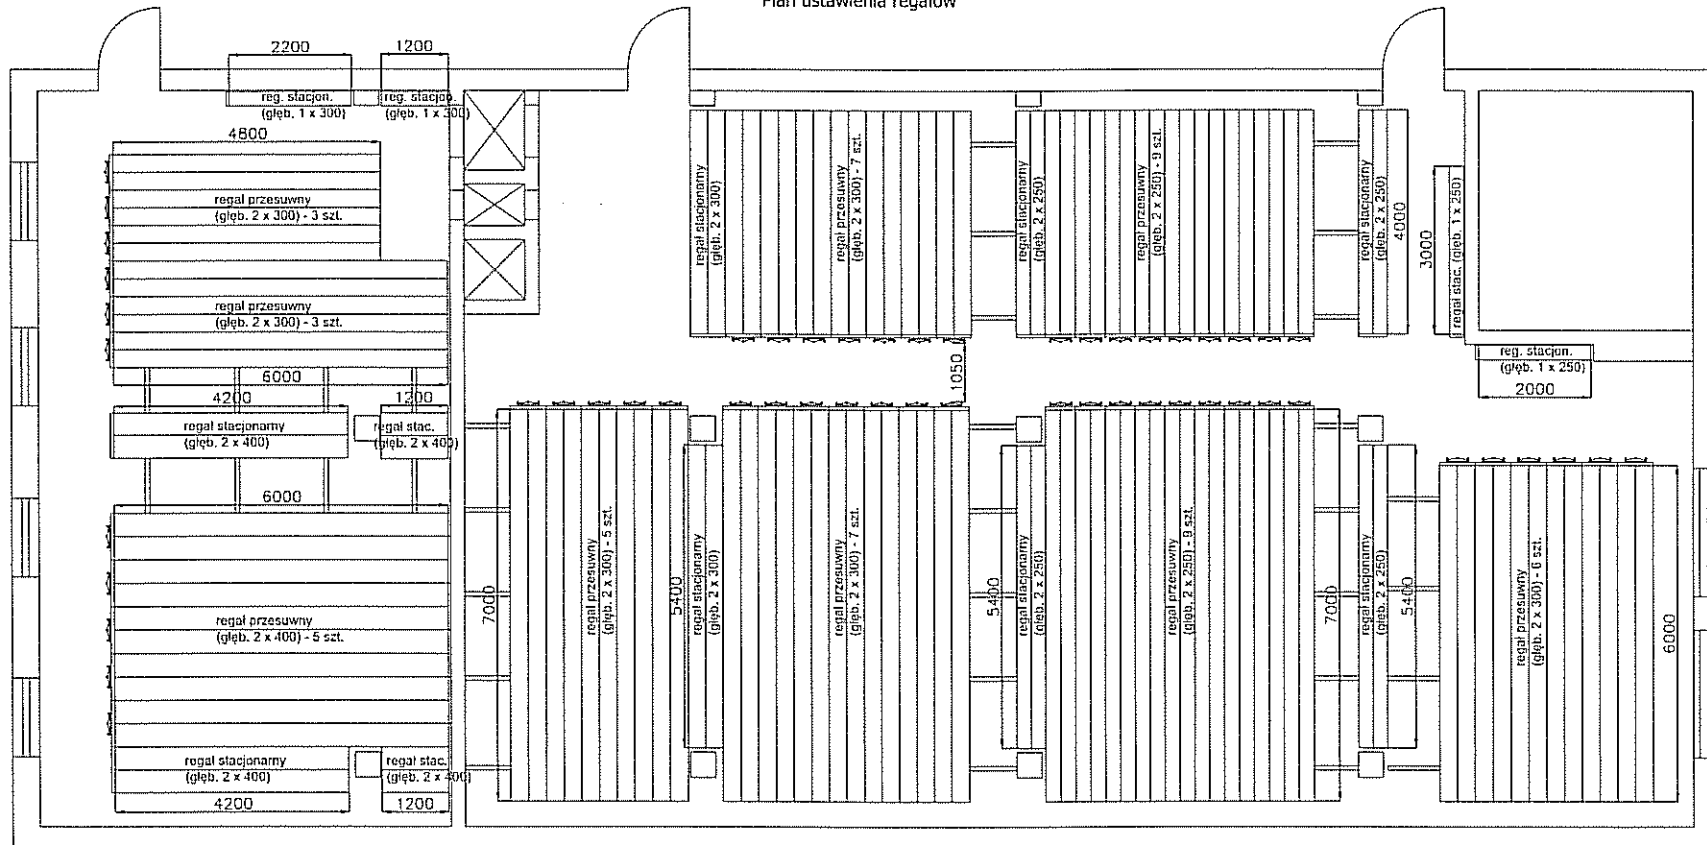 Plan ustawienia regałów
2200
1200
reg. stacjon.
(głęb. 1 x 300)
reg. stacjon.
(głęb. 1 x 300)
4800
regał przesuwny
(głęb. 2 x 300) - 3 szt.
regał przesuwny
(głęb. 2 x 300) - 3 szt.
6000
4200
1200
regał stacjonarny
(głęb. 2 x 400)
regał stac.
(głęb. 2 x 400)
6000
regał przesuwny
(głęb. 2 x 400) - 5 szt.
regał stacjonarny
(głęb. 2 x 400)
regał stac.
(głęb. 2 x 400)
4200
1200
regał stacjonarny
(głęb. 2 x 300)
regał przesuwny
(głęb. 2 x 300) - 7 szt.
regał stacjonarny
(głęb. 2 x 250)
regał przesuwny
(głęb. 2 x 250) - 9 szt.
regał stacjonarny
(głęb. 2 x 250)
4000
3000
regał stac. (głęb. 1 x 250)
1050
reg. stacjon.
(głęb. 1 x 250)
2000
7000
regał przesuwny
(głęb. 2 x 300) - 5 szt.
5400
regał stacjonarny
(głęb. 2 x 300)
regał przesuwny
(głęb. 2 x 300) - 7 szt.
5400
regał stacjonarny
(głęb. 2 x 250)
regał przesuwny
(głęb. 2 x 250) - 9 szt.
7000
regał stacjonarny
(głęb. 2 x 250)
5400
regał przesuwny
(głęb. 2 x 300) - 6 szt.
6000